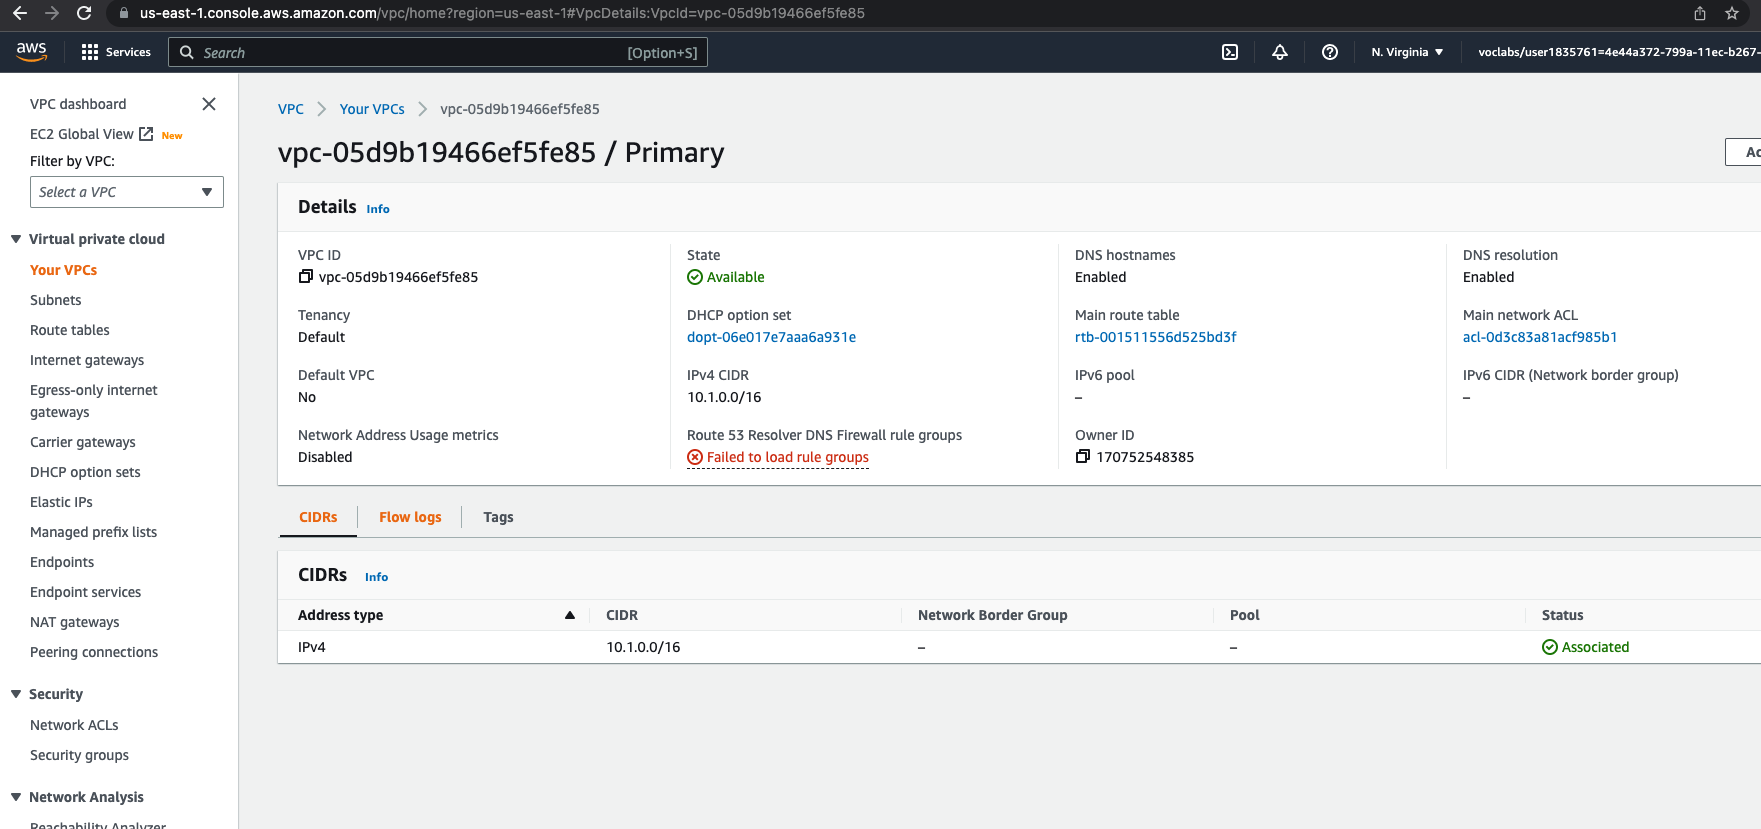 us-east-1.console.aws.amazon.com/vpc/home?region=us-east-1#VpcDetails:VpcId=vpc-05d9b19466ef5fe85
aws
Services
Search
[Option+S]
N. Virginia
voclabs/user1835761=4e44a372-799a-11ec-b267-
VPC dashboard
EC2 Global View New
Filter by VPC:
Select a VPC
Virtual private cloud
Your VPCs
Subnets
Route tables
Internet gateways
Egress-only internet
gateways
Carrier gateways
DHCP option sets
Elastic IPs
Managed prefix lists
Endpoints
Endpoint services
NAT gateways
Peering connections
Security
Network ACLs
Security groups
Network Analysis
Reachability Analyzer
VPC Your VPCs vpc-05d9b19466ef5fe85
vpc-05d9b19466ef5fe85 / Primary
Ac
Details Info
VPC ID
vpc-05d9b19466ef5fe85
State
Available
DNS hostnames
Enabled
DNS resolution
Enabled
Tenancy
Default
DHCP option set
dopt-06e017e7aaa6a931e
Main route table
rtb-001511556d525bd3f
Main network ACL
acl-0d3c83a81acf985b1
Default VPC
No
IPv4 CIDR
10.1.0.0/16
IPv6 pool
–
IPv6 CIDR (Network border group)
–
Network Address Usage metrics
Disabled
Route 53 Resolver DNS Firewall rule groups
Failed to load rule groups
Owner ID
170752548385
CIDRs Flow logs Tags
CIDRs Info
Address type CIDR Network Border Group Pool Status
IPv4 10.1.0.0/16 – – Associated